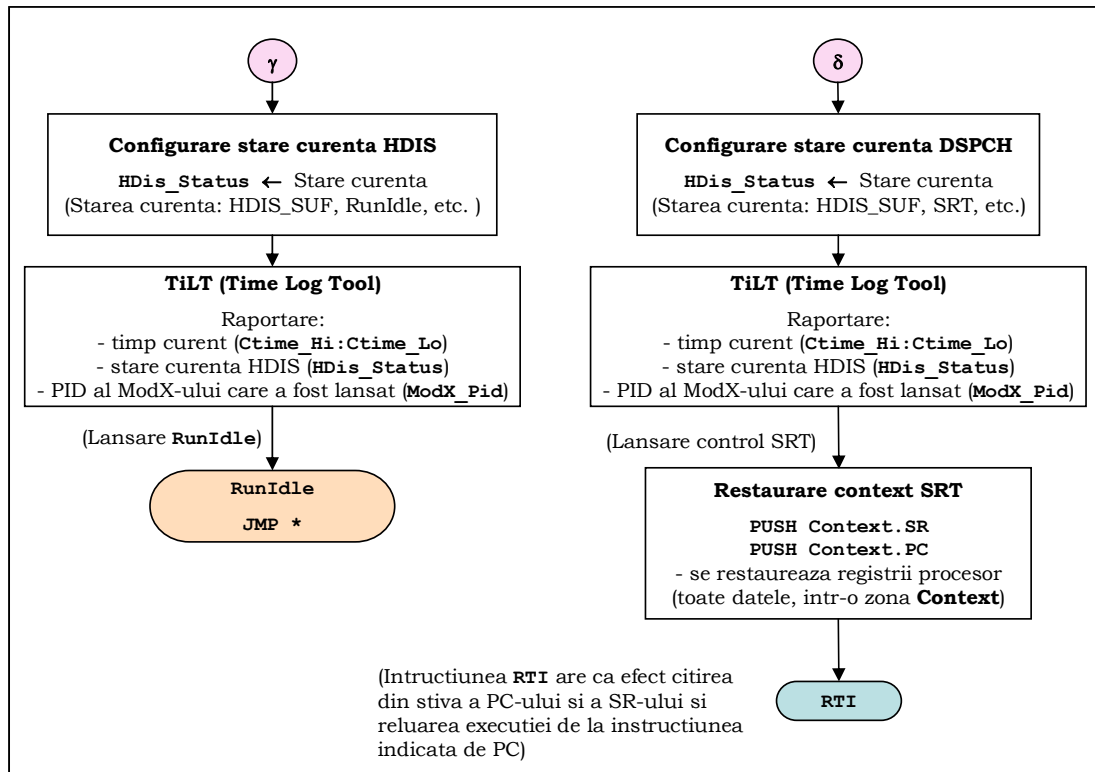 γ
Configurare stare curenta HDIS
HDis_Status ← Stare curenta
(Starea curenta: HDIS_SUF, RunIdle, etc. )
TiLT (Time Log Tool)
Raportare:
- timp curent (Ctime_Hi:Ctime_Lo)
- stare curenta HDIS (HDis_Status)
- PID al ModX-ului care a fost lansat (ModX_Pid)
(Lansare RunIdle)
RunIdle
JMP *
δ
Configurare stare curenta DSPCH
HDis_Status ← Stare curenta
(Starea curenta: HDIS_SUF, SRT, etc.)
TiLT (Time Log Tool)
Raportare:
- timp curent (Ctime_Hi:Ctime_Lo)
- stare curenta HDIS (HDis_Status)
- PID al ModX-ului care a fost lansat (ModX_Pid)
(Lansare control SRT)
Restaurare context SRT
PUSH Context.SR
PUSH Context.PC
- se restaureaza registrii procesor
(toate datele, intr-o zona Context)
(Intructiunea RTI are ca efect citirea
din stiva a PC-ului si a SR-ului si
reluarea executiei de la instructiunea
indicata de PC)
RTI